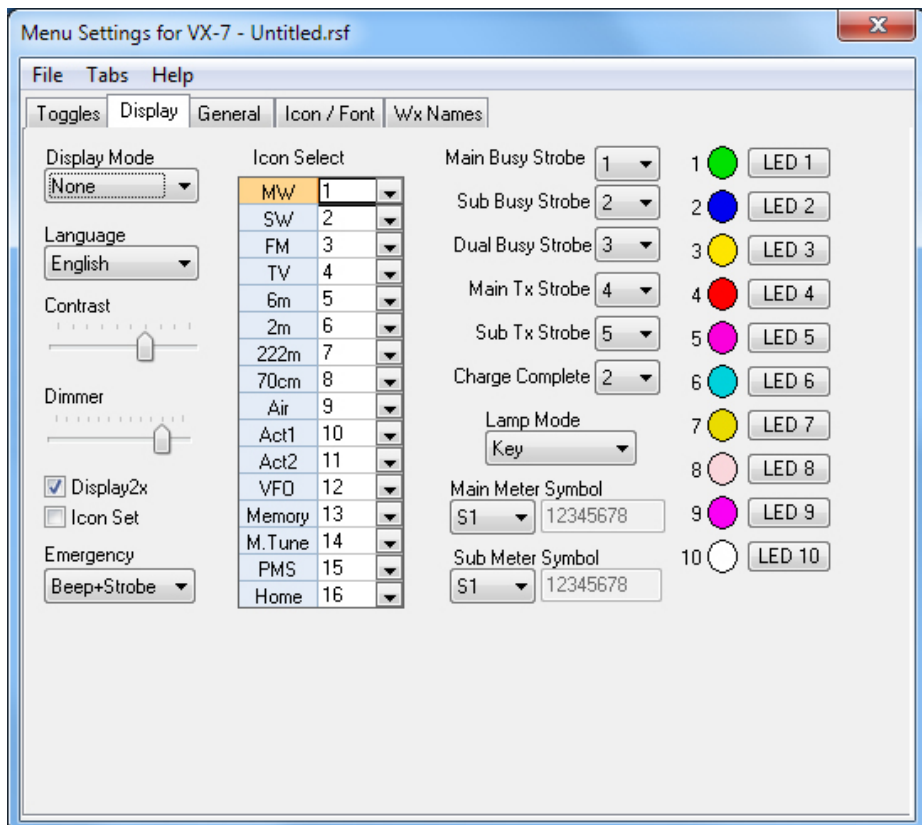 Menu Settings for VX-7 - Untitled.rsf
X
File Tabs Help
Toggles Display General Icon / Font Wx Names
Display Mode
None
Language
English
Contrast
Dimmer
Display2x
Icon Set
Emergency
Beep+Strobe
Icon Select
MW 1
SW 2
FM 3
TV 4
6m 5
2m 6
222m 7
70cm 8
Air 9
Act1 10
Act2 11
VFO 12
Memory 13
M.Tune 14
PMS 15
Home 16
Main Busy Strobe 1
Sub Busy Strobe 2
Dual Busy Strobe 3
Main Tx Strobe 4
Sub Tx Strobe 5
Charge Complete 2
Lamp Mode
Key
Main Meter Symbol
S1 12345678
Sub Meter Symbol
S1 12345678
1 LED 1
2 LED 2
3 LED 3
4 LED 4
5 LED 5
6 LED 6
7 LED 7
8 LED 8
9 LED 9
10 LED 10